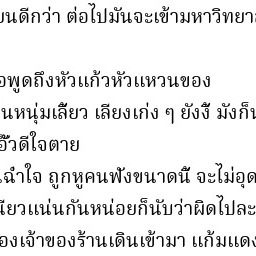 ยนดีกว่า ต่อไปมันจะเข้ามหาวิทยา
อพูดถึงหัวแก้วหัวแหวนของ
นหนุ่มเลี้ยว เลียงเก่ง ๆ ยังงี้ มังก็น
อิ๊วดีใจตาย
ฉ่ำใจ ถูกหูคนฟังขนาดนี้ จะไม่อุด
นียวแน่นกันหน่อยก็นับว่าผิดไปละ
องเจ้าของร้านเดินเข้ามา แก้มแดง